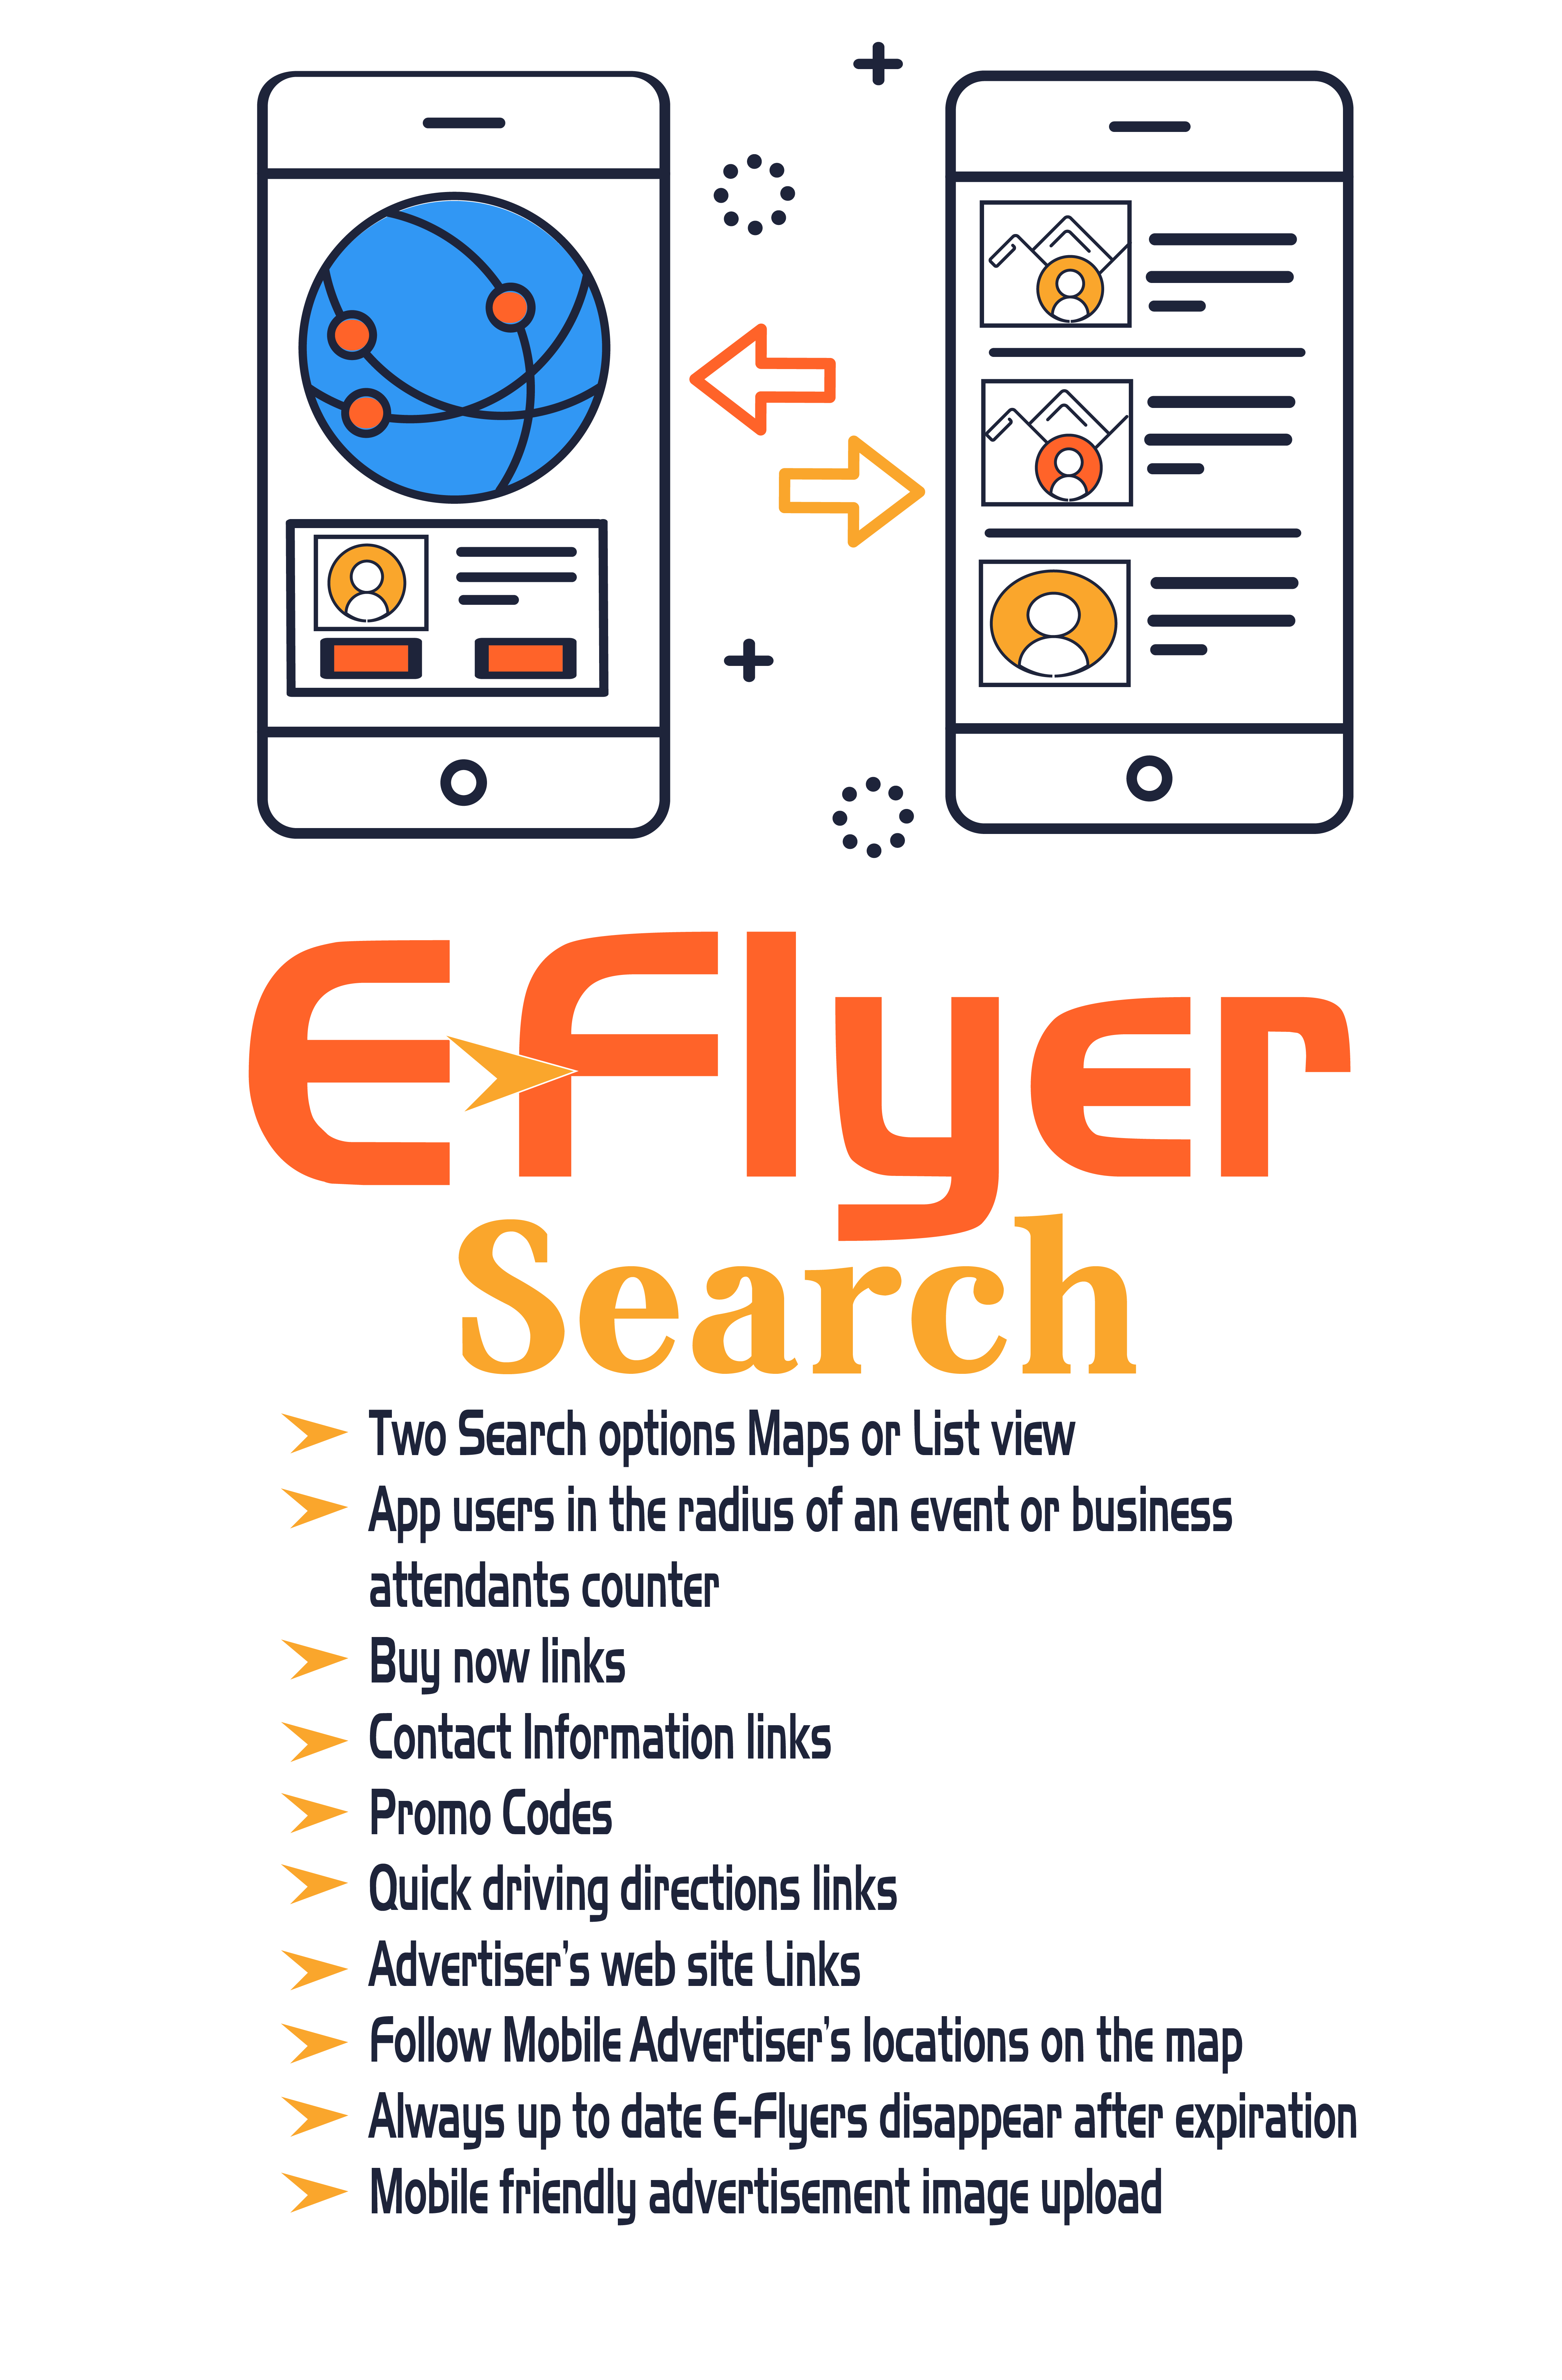 E-Flyer
Search
Two Search options Maps or List view
App users in the radius of an event or business
attendants counter
Buy now links
Contact Information links
Promo Codes
Quick driving directions links
Advertiser's web site Links
Follow Mobile Advertiser's locations on the map
Always up to date E-Flyers disappear after expiration
Mobile friendly advertisement image upload